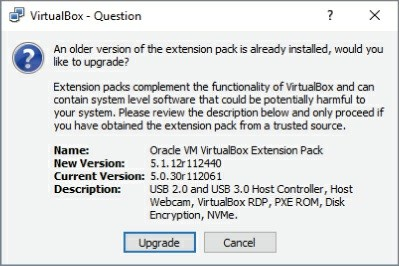 VirtualBox - Question
?
An older version of the extension pack is already installed, would you
like to upgrade?
Extension packs complement the functionality of VirtualBox and can
contain system level software that could be potentially harmful to
your system. Please review the description below and only proceed if
you have obtained the extension pack from a trusted source.
Name: Oracle VM VirtualBox Extension Pack
New Version: 5.1.12r112440
Current Version: 5.0.30r112061
Description: USB 2.0 and USB 3.0 Host Controller, Host
Webcam, VirtualBox RDP, PXE ROM, Disk
Encryption, NVMe.
Upgrade Cancel